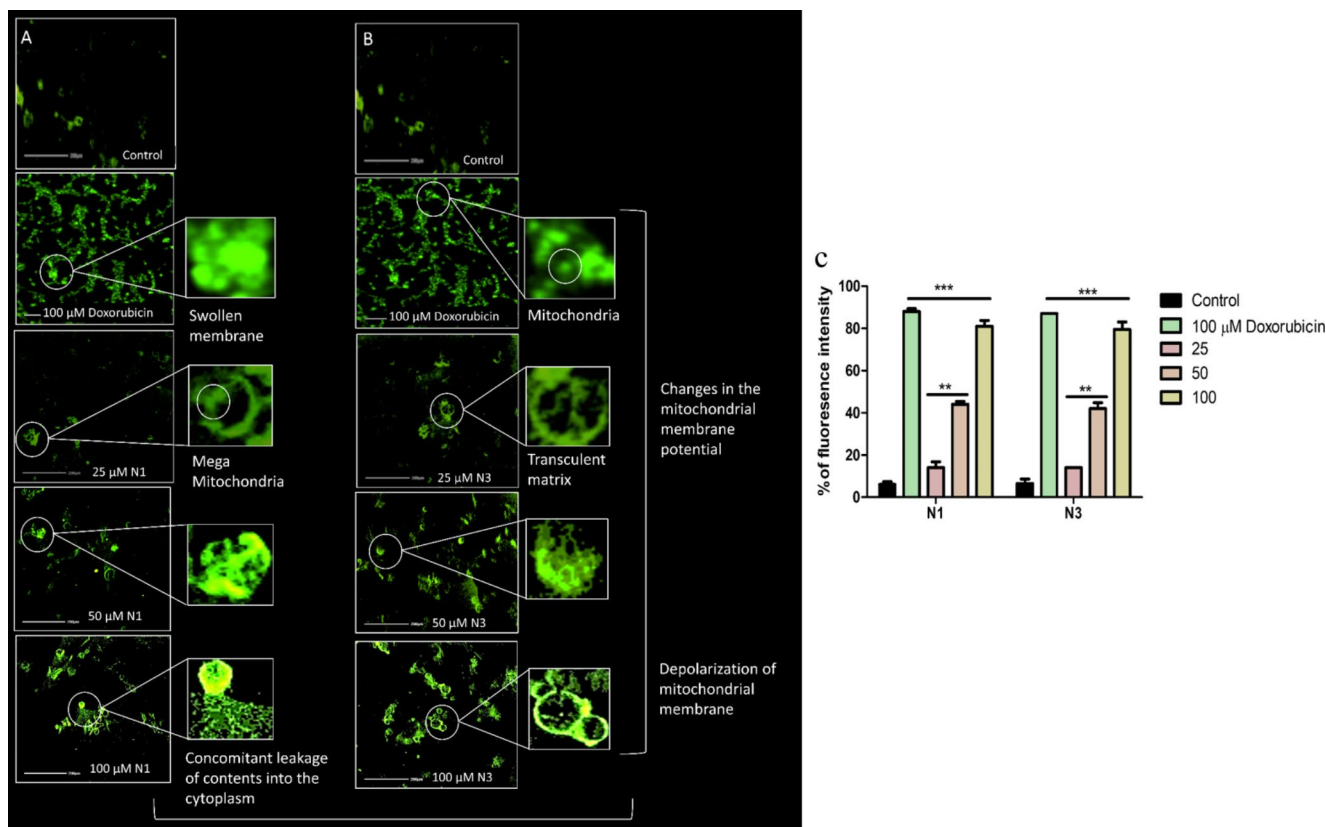 A
Control
100 µM Doxorubicin
Swollen
membrane
25 µM N1
Mega
Mitochondria
50 µM N1
100 µM N1
Concomitant leakage
of contents into the
cytoplasm
B
Control
100 µM Doxorubicin
Mitochondria
25 µM N3
Transculent
matrix
50 µM N3
100 µM N3
Changes in the
mitochondrial
membrane
potential
Depolarization of
mitochondrial
membrane
C
% of fluoresence intensity
100
80
60
40
20
0
***
**
***
**
N1
N3
Control
100 µM Doxorubicin
25
50
100